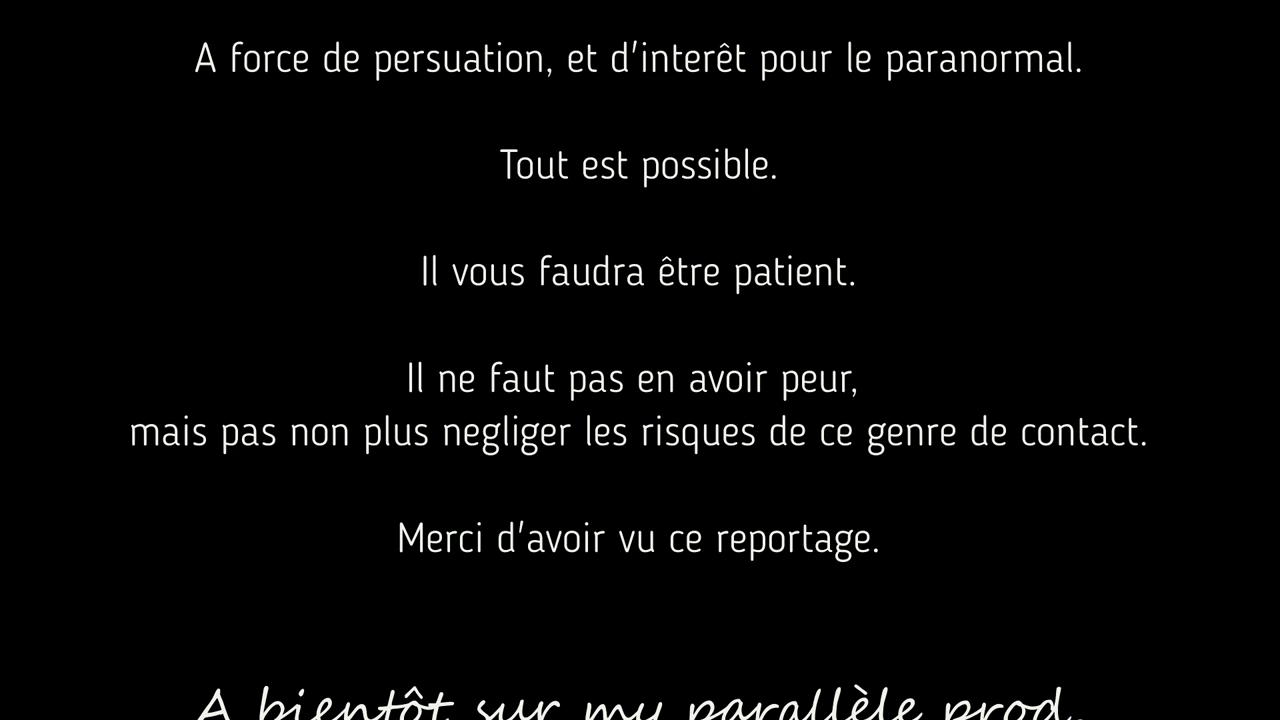 A force de persuation, et d'interêt pour le paranormal.
Tout est possible.
Il vous faudra être patient.
Il ne faut pas en avoir peur,
mais pas non plus negliger les risques de ce genre de contact.
Merci d'avoir vu ce reportage.
A bientôt sur my parallèle prod.